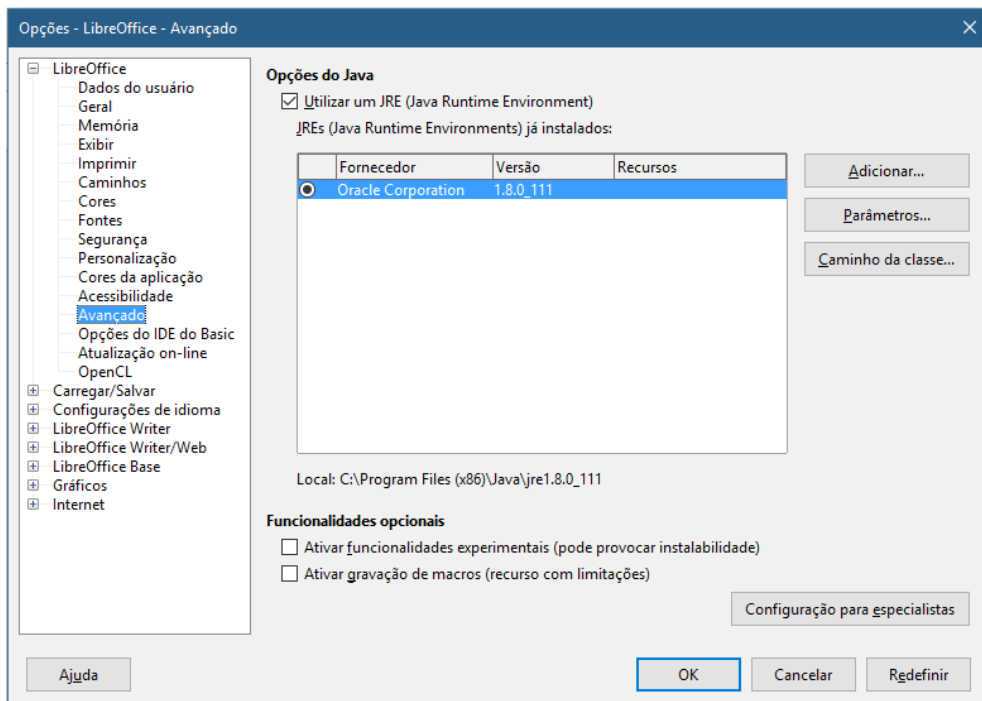 Opções - LibreOffice - Avançado
LibreOffice
Dados do usuário
Geral
Memória
Exibir
Imprimir
Caminhos
Cores
Fontes
Segurança
Personalização
Cores da aplicação
Acessibilidade
Avançado
Opções do IDE do Basic
Atualização on-line
OpenCL
Carregar/Salvar
Configurações de idioma
LibreOffice Writer
LibreOffice Writer/Web
LibreOffice Base
Gráficos
Internet
Opções do Java
Utilizar um JRE (Java Runtime Environment)
JREs (Java Runtime Environments) já instalados:
Fornecedor Versão Recursos
Oracle Corporation 1.8.0_111
Adicionar...
Parâmetros...
Caminho da classe...
Local: C:\Program Files (x86)\Java\jre1.8.0_111
Funcionalidades opcionais
Ativar funcionalidades experimentais (pode provocar instalabilidade)
Ativar gravação de macros (recurso com limitações)
Configuração para especialistas
Ajuda
OK
Cancelar
Redefinir